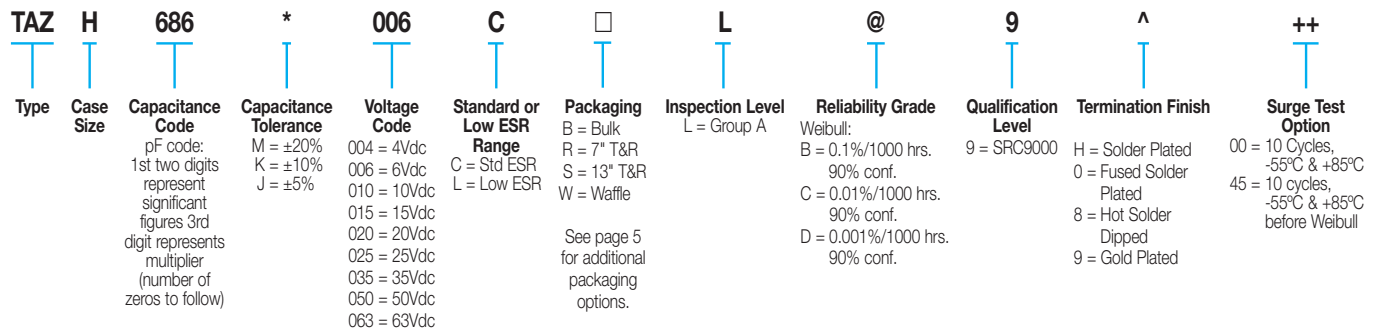 TAZ H 686 * 006 C □ L @ 9 ^ ++
Type
Case
Size
Capacitance
Code
pF code:
1st two digits
represent
significant
figures 3rd
digit represents
multiplier
(number of
zeros to follow)
Capacitance
Tolerance
M = ±20%
K = ±10%
J = ±5%
Voltage
Code
004 = 4Vdc
006 = 6Vdc
010 = 10Vdc
015 = 15Vdc
020 = 20Vdc
025 = 25Vdc
035 = 35Vdc
050 = 50Vdc
063 = 63Vdc
Standard or
Low ESR
Range
C = Std ESR
L = Low ESR
Packaging
B = Bulk
R = 7" T&R
S = 13" T&R
W = Waffle
See page 5
for additional
packaging
options.
Inspection Level
L = Group A
Reliability Grade
Weibull:
B = 0.1%/1000 hrs.
90% conf.
C = 0.01%/1000 hrs.
90% conf.
D = 0.001%/1000 hrs.
90% conf.
Qualification
Level
9 = SRC9000
Termination Finish
H = Solder Plated
0 = Fused Solder
Plated
8 = Hot Solder
Dipped
9 = Gold Plated
Surge Test
Option
00 = 10 Cycles,
-55ºC & +85ºC
45 = 10 cycles,
-55ºC & +85ºC
before Weibull